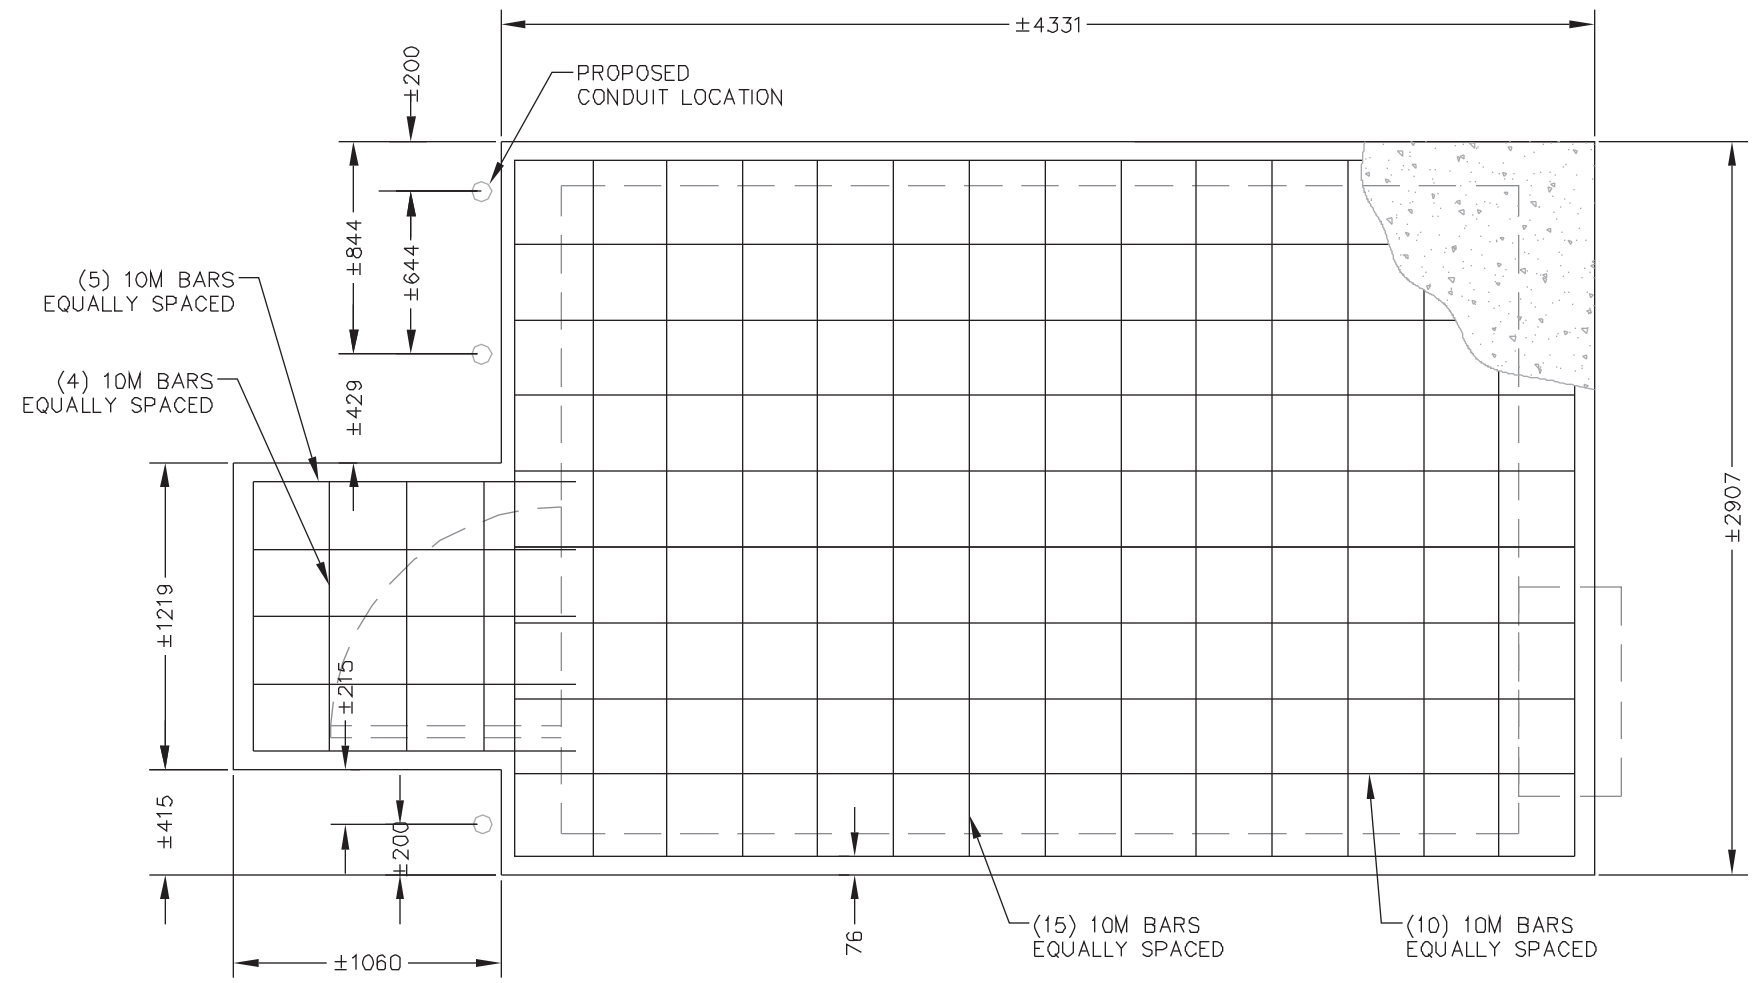 ±4331
±200
PROPOSED
CONDUIT LOCATION
±844
±644
(5) 10M BARS
EQUALLY SPACED
(4) 10M BARS
EQUALLY SPACED
±429
±2907
±1219
±215
±415
±200
76
(15) 10M BARS
EQUALLY SPACED
(10) 10M BARS
EQUALLY SPACED
±1060